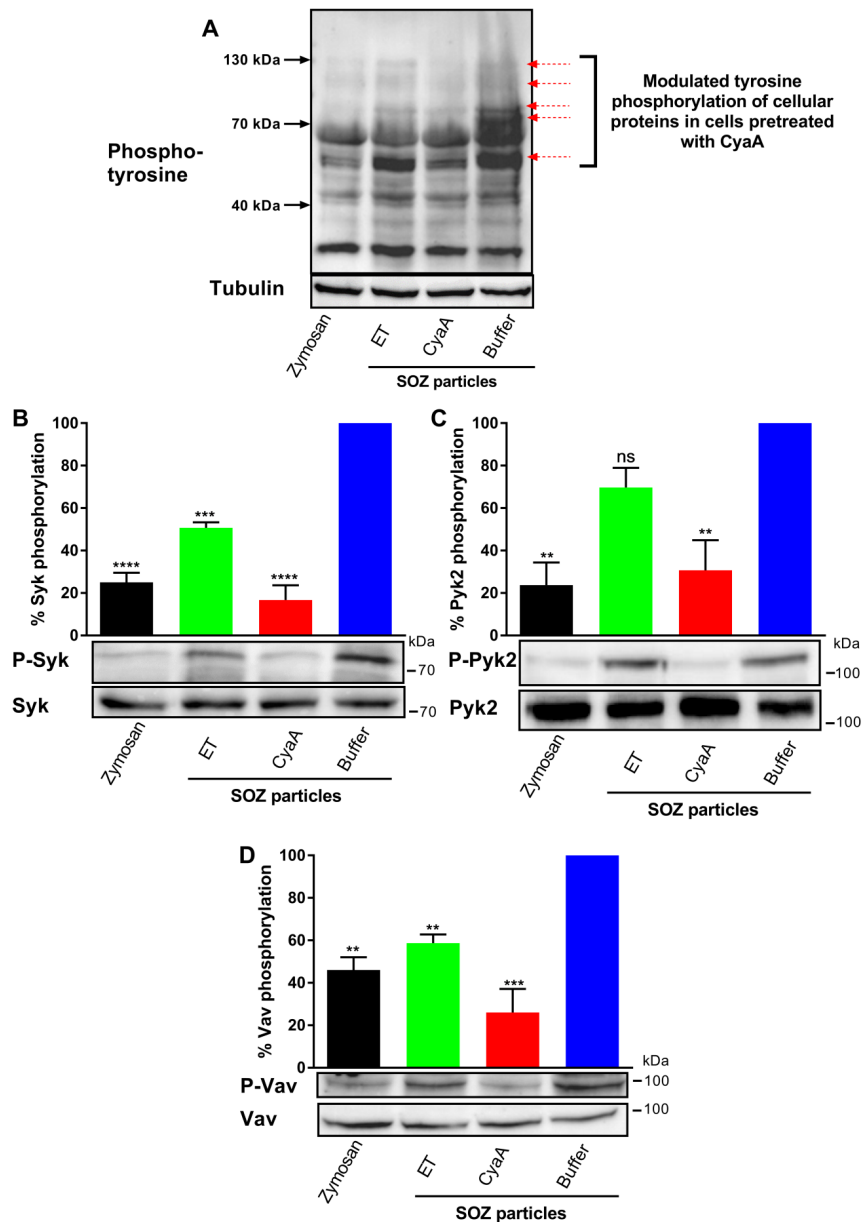 A
130 kDa
70 kDa
Phospho-
tyrosine
40 kDa
Modulated tyrosine
phosphorylation of cellular
proteins in cells pretreated
with CyaA
Tubulin
Zymosan
ET
CyaA
Buffer
SOZ particles
B
% Syk phosphorylation
100
80
60
40
20
0
****
***
****
kDa
P-Syk
70
Syk
70
Zymosan
ET
CyaA
Buffer
SOZ particles
C
% Pyk2 phosphorylation
100
80
60
40
20
0
**
ns
**
kDa
P-Pyk2
100
Pyk2
100
Zymosan
ET
CyaA
Buffer
SOZ particles
D
% Vav phosphorylation
100
80
60
40
20
0
**
**
***
kDa
P-Vav
100
Vav
100
Zymosan
ET
CyaA
Buffer
SOZ particles